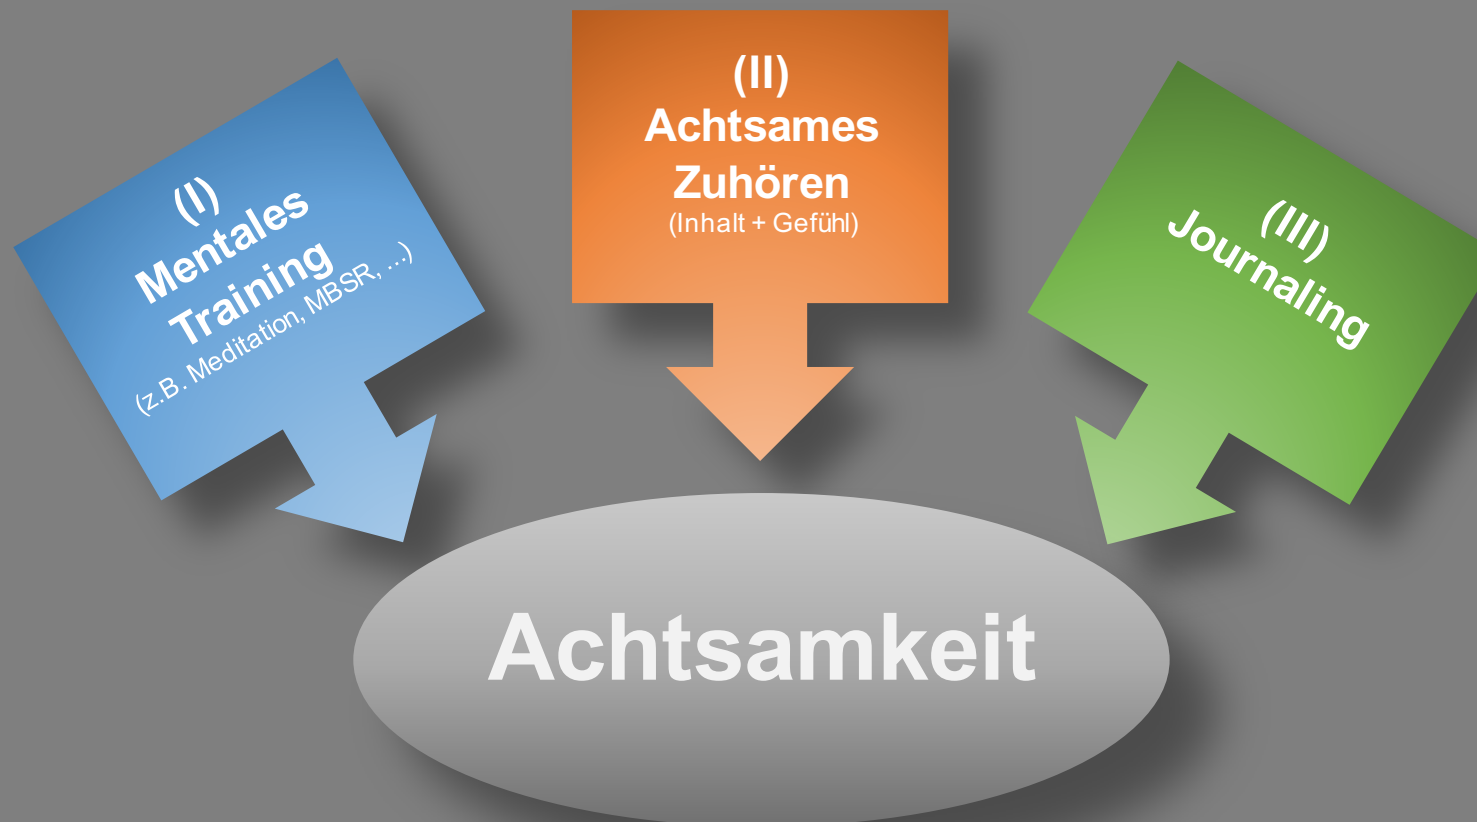 (I)
Mentales
Training
(z.B. Meditation, MBSR, ...)
(II)
Achtsames
Zuhören
(Inhalt + Gefühl)
(III)
Journaling
Achtsamkeit